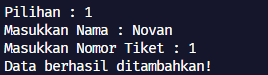 Pilihan : 1
Masukkan Nama : Novan
Masukkan Nomor Tiket : 1
Data berhasil ditambahkan!